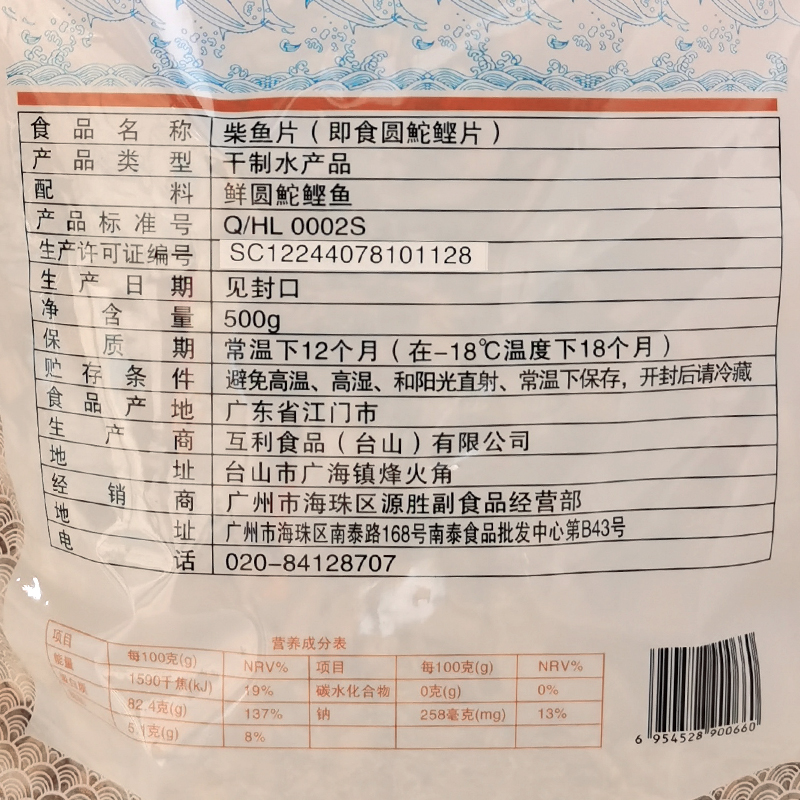 食品名称 柴鱼片（即食圆鮀鲣片）
产品类型 干制水产品
配料 鲜圆鮀鲣鱼
产品标准号 Q/HL 0002S
生产许可证编号 SC12244078101128
生产日期 见封口
净含量 500g
保质期 常温下12个月（在-18℃温度下18个月）
贮存条件 避免高温、高湿、和阳光直射、常温下保存，开封后请冷藏
食品产地 广东省江门市
生产商 互利食品（台山）有限公司
地址 台山市广海镇烽火角
经销商 广州市海珠区源胜副食品经营部
地址 广州市海珠区南泰路168号南泰食品批发中心第B43号
电话 020-84128707
营养成分表
项目 每100克(g) NRV% 项目 每100克(g) NRV%
能量 1590千焦(kJ) 19% 碳水化合物 0克(g) 0%
82.4克(g) 137% 钠 258毫克(mg) 13%
8%
6 954528 900660